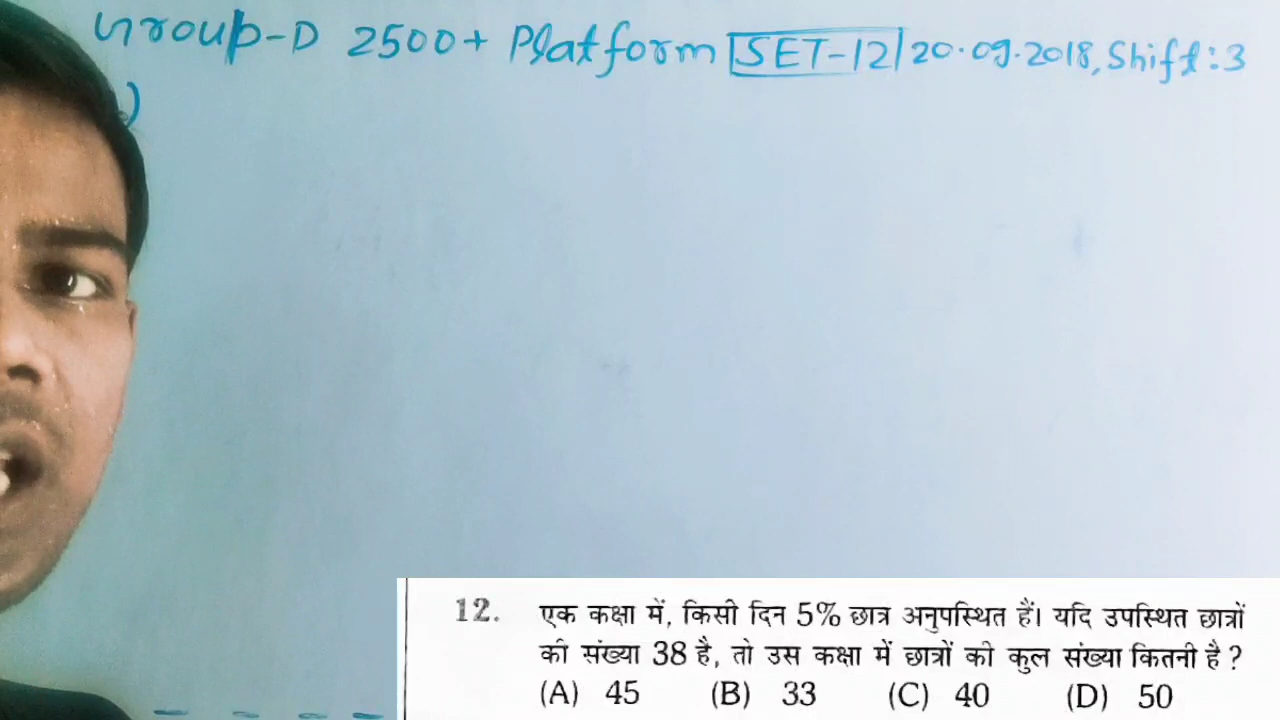 Group-D 2500+ Platform SET-12 20.09.2018, Shift:3
)
12. एक कक्षा में, किसी दिन 5% छात्र अनुपस्थित हैं। यदि उपस्थित छात्रों
की संख्या 38 है, तो उस कक्षा में छात्रों की कुल संख्या कितनी है ?
(A) 45 (B) 33 (C) 40 (D) 50